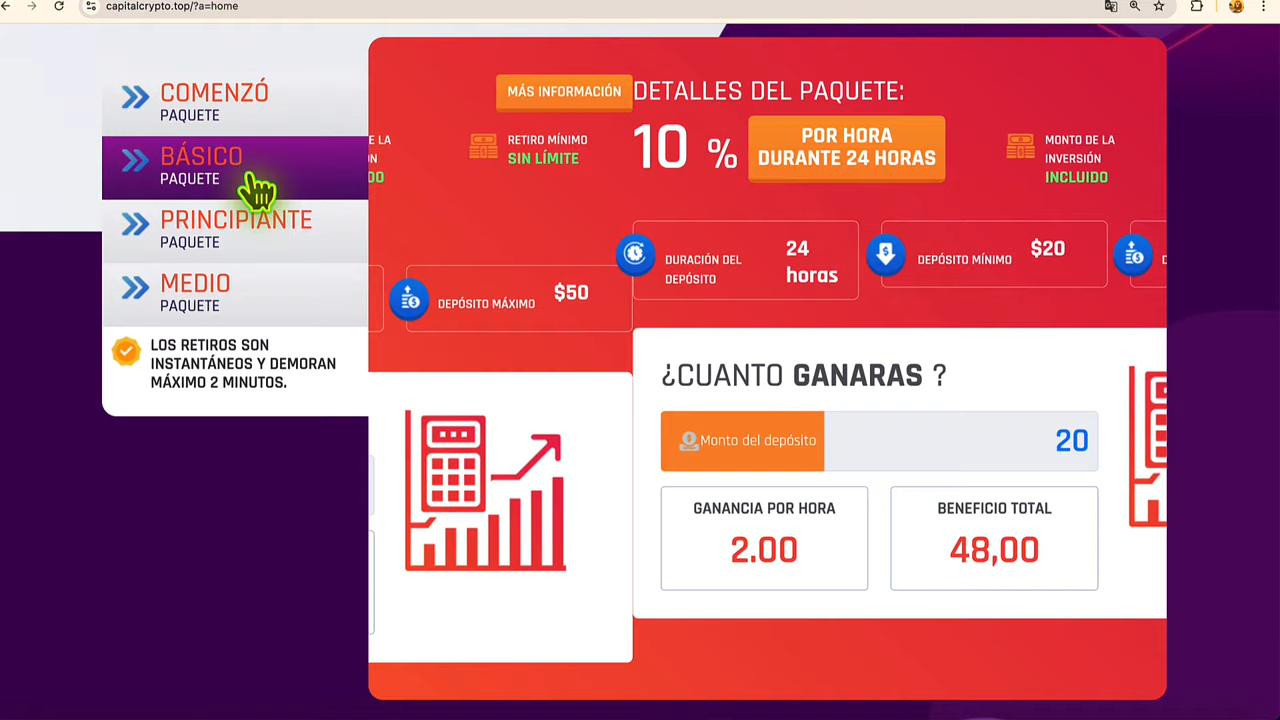 capitalcrypto.top/?a=home
COMENZÓ
PAQUETE
BÁSICO
PAQUETE
PRINCIPIANTE
PAQUETE
MEDIO
PAQUETE
LOS RETIROS SON
INSTANTÁNEOS Y DEMORAN
MÁXIMO 2 MINUTOS.
MÁS INFORMACIÓN
E LA
RETIRO MÍNIMO
SIN LÍMITE
DEPÓSITO MÁXIMO
$50
DETALLES DEL PAQUETE:
10 %
POR HORA
DURANTE 24 HORAS
MONTO DE LA
INVERSIÓN
INCLUIDO
DURACIÓN DEL
DEPÓSITO
24
horas
DEPÓSITO MÍNIMO
$20
¿CUANTO GANARAS ?
Monto del depósito
20
GANANCIA POR HORA
2.00
BENEFICIO TOTAL
48,00